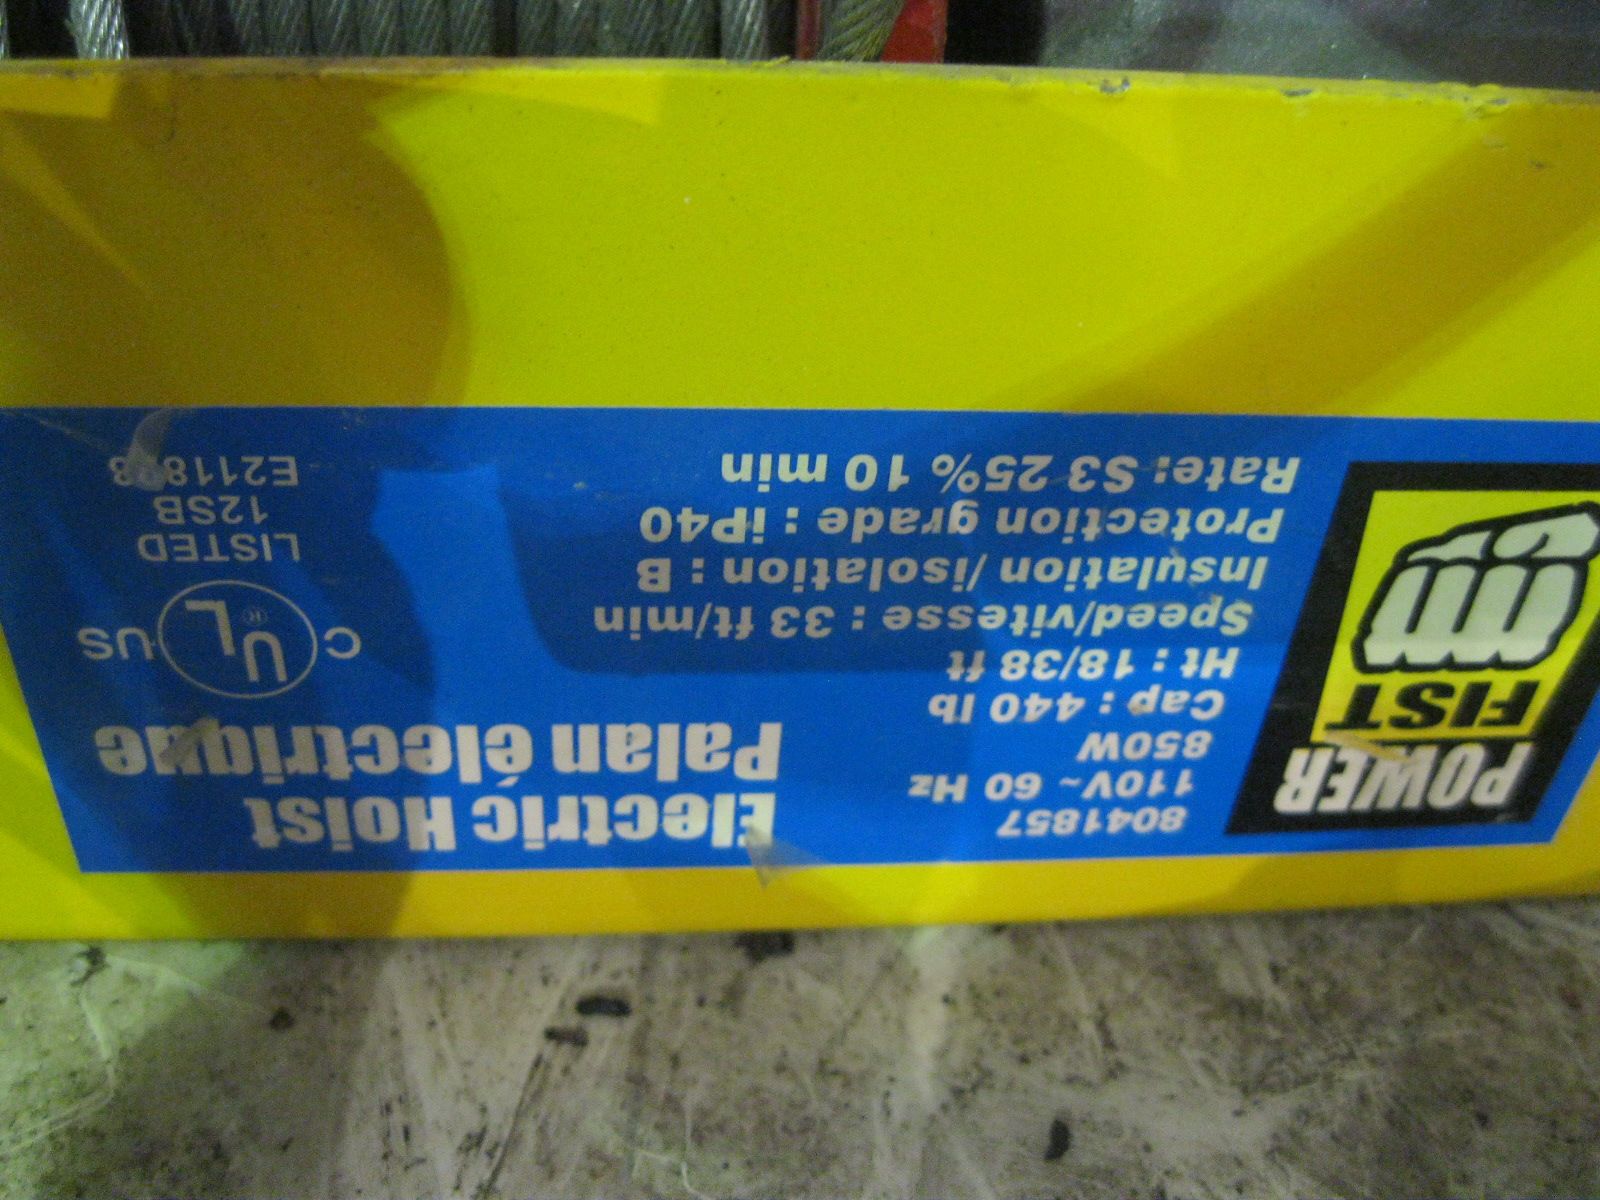 POWER
FIST
8041857
110V~ 60 Hz
850W
Cap : 440 lb
Ht : 18/38 ft
Speed/vitesse : 33 ft/min
Insulation/isolation : B
Protection grade : iP40
Rate: S3 25% 10 min
Electric Hoist
Palan électrique
C UL ® US
LISTED
12SB